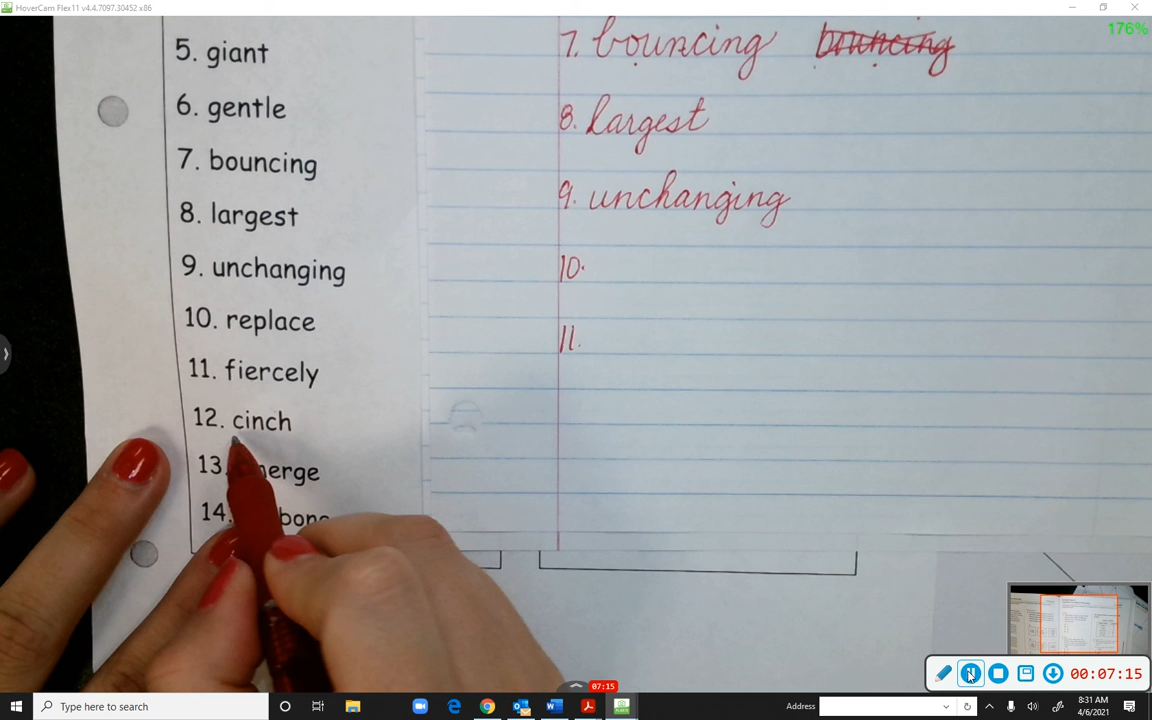 HoverCam Flex11 v4.4.7097.30452 x86
176%
5. giant
6. gentle
7. bouncing
8. largest
9. unchanging
10. replace
11. fiercely
12. cinch
13. erge
14. bone
7. bouncing bouncing
8. largest
9. unchanging
10.
11.
00:07:15
07:15
Type here to search
Address
8:31 AM
4/6/2021